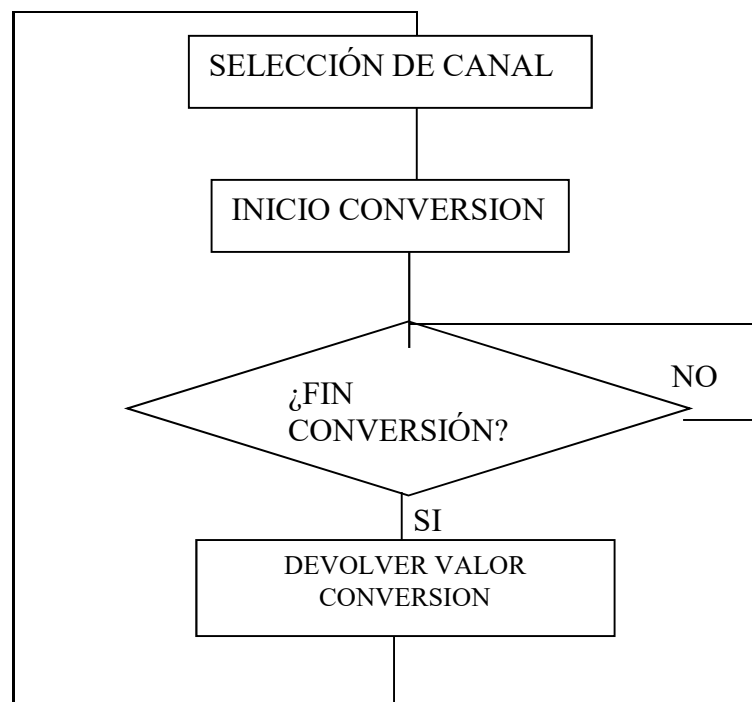 SELECCIÓN DE CANAL
INICIO CONVERSION
¿FIN
CONVERSIÓN?
NO
SI
DEVOLVER VALOR
CONVERSION